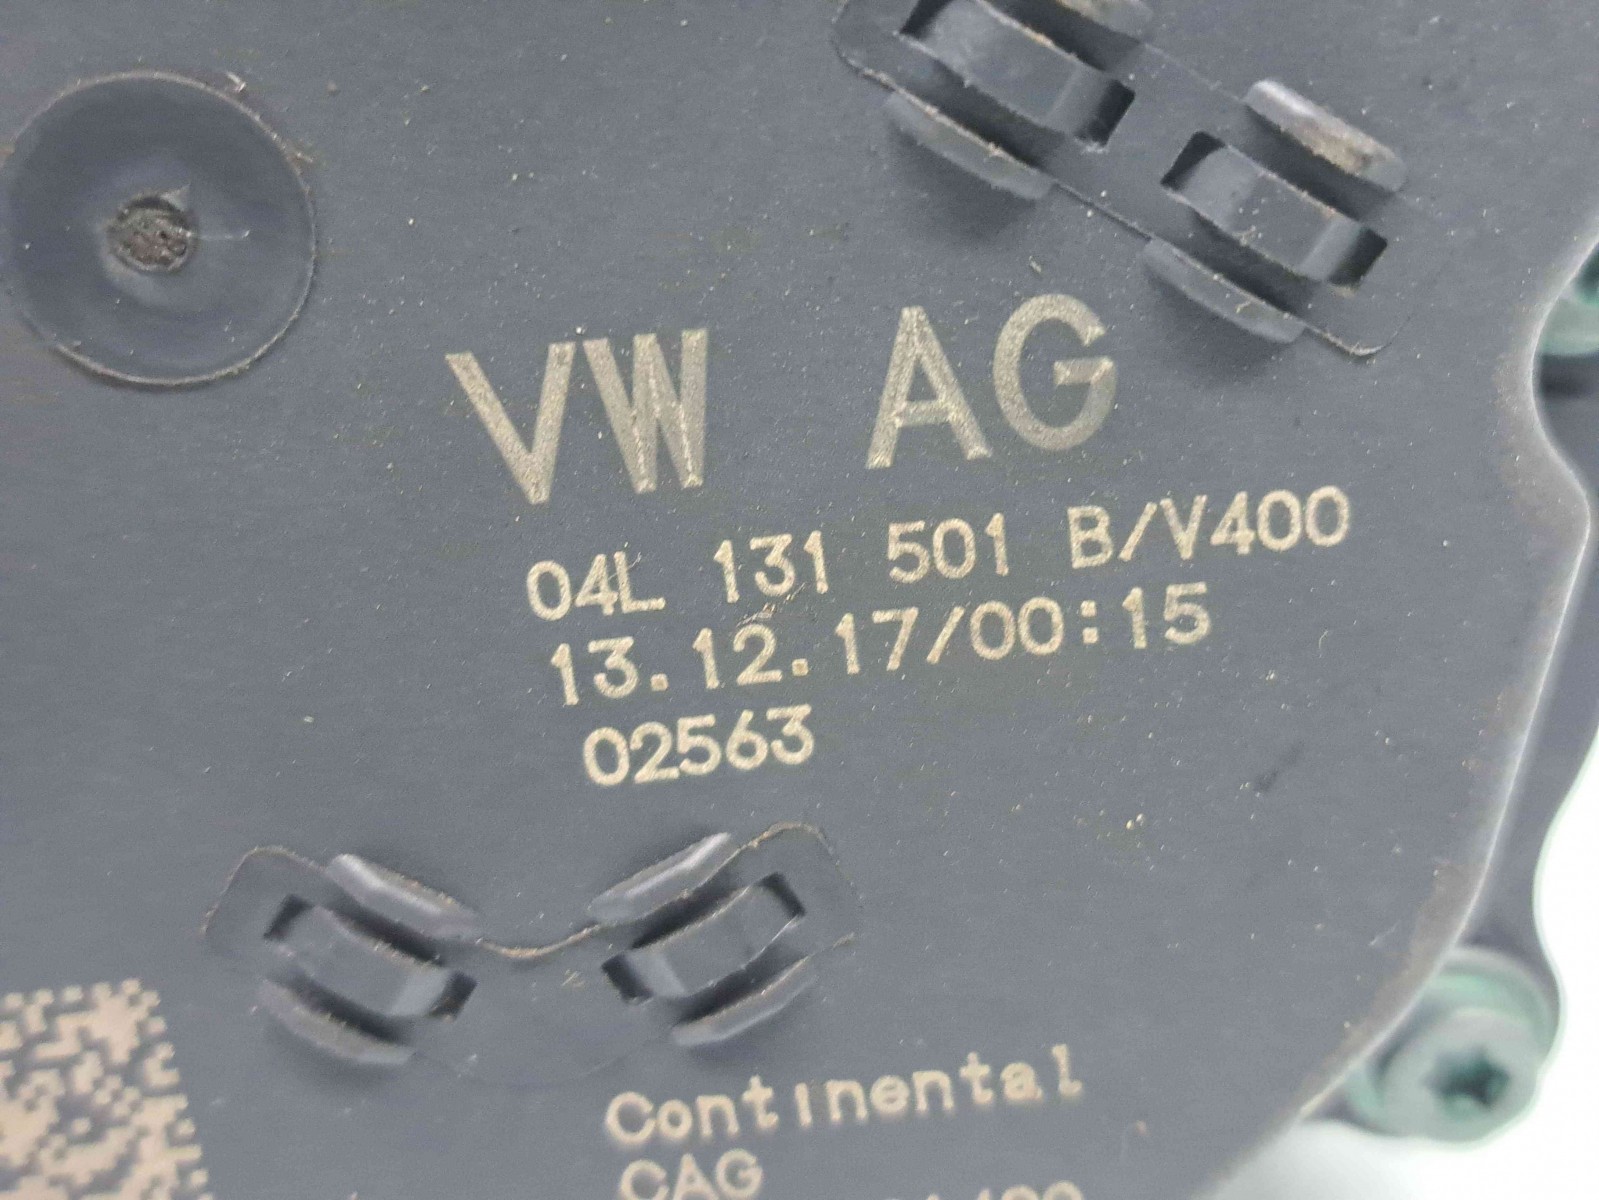 VW AG
04L 131 501 B/V400
13.12.17/00:15
02563
Continental
CAG